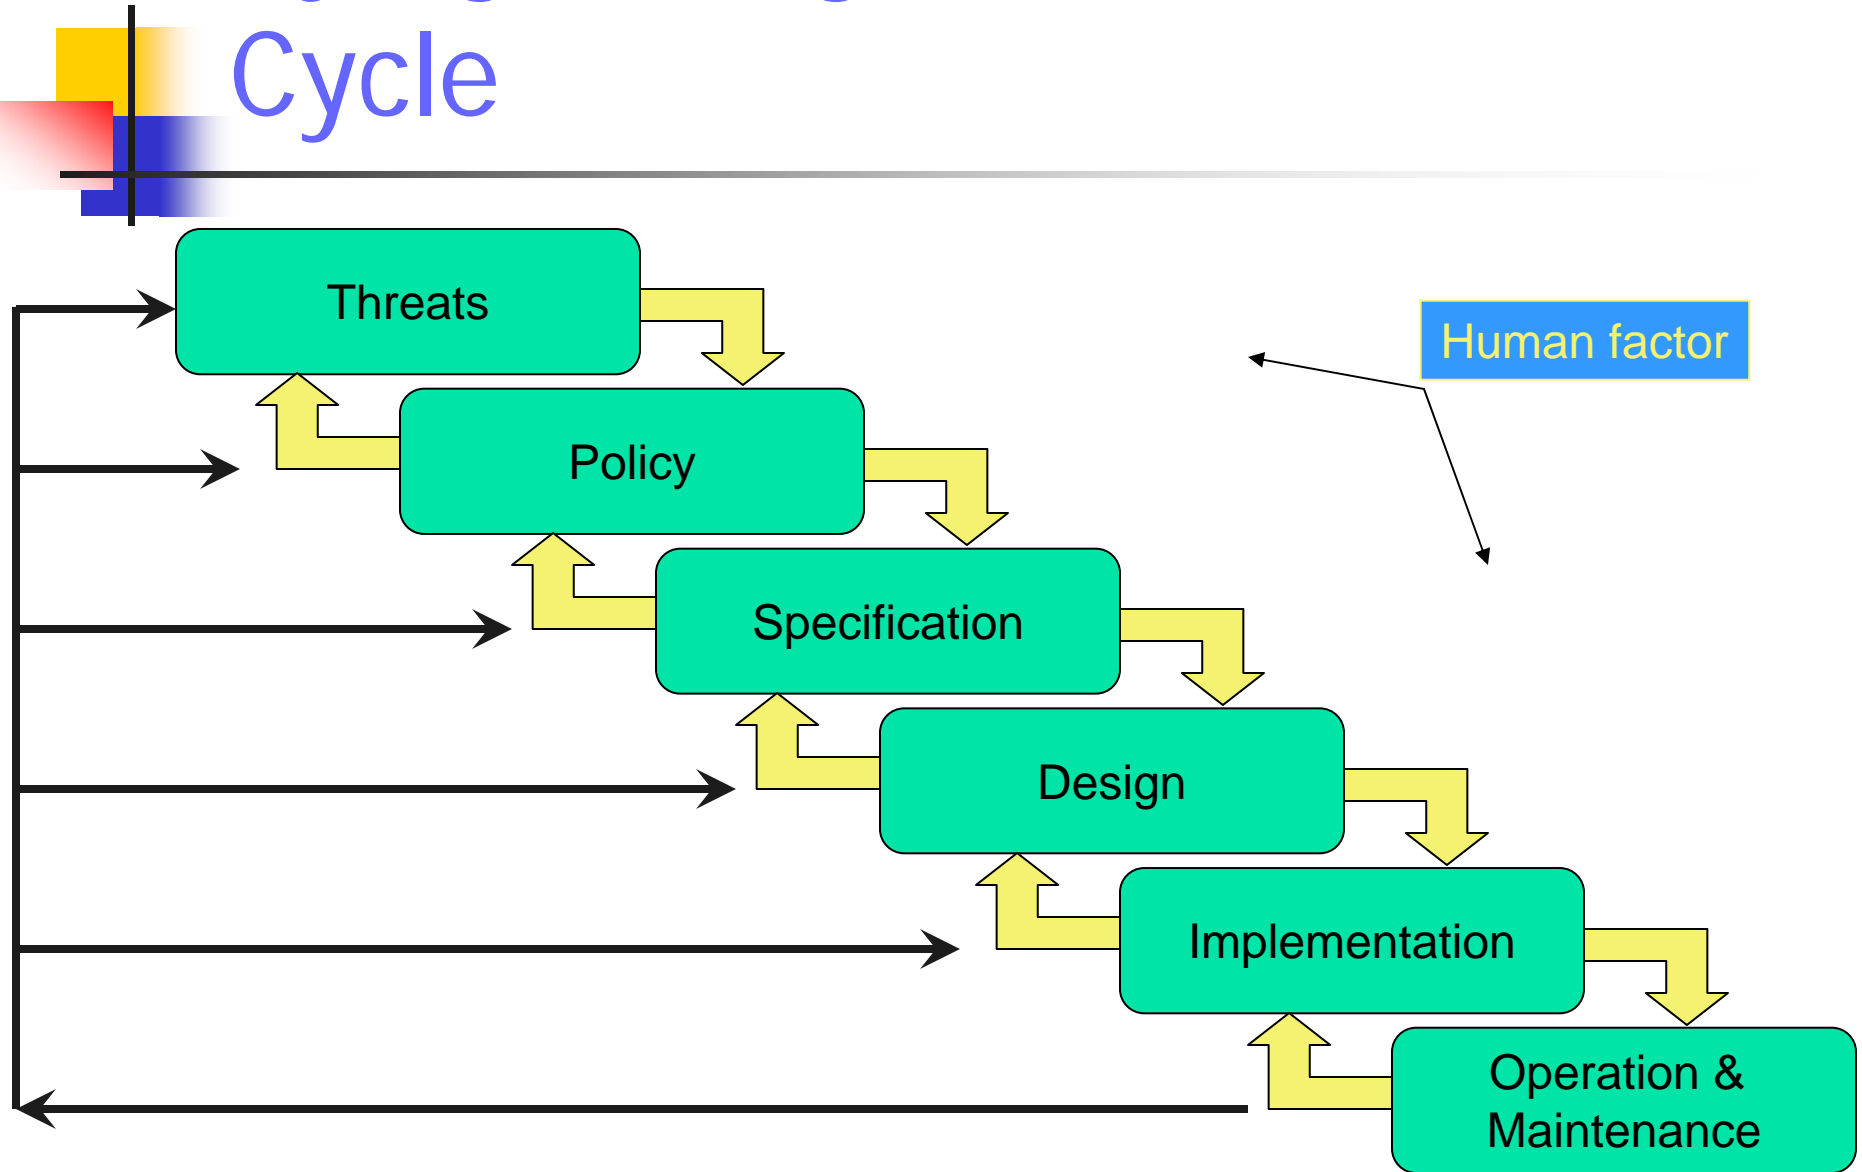 Cycle
Threats
Human factor
Policy
Specification
Design
Implementation
Operation &
Maintenance